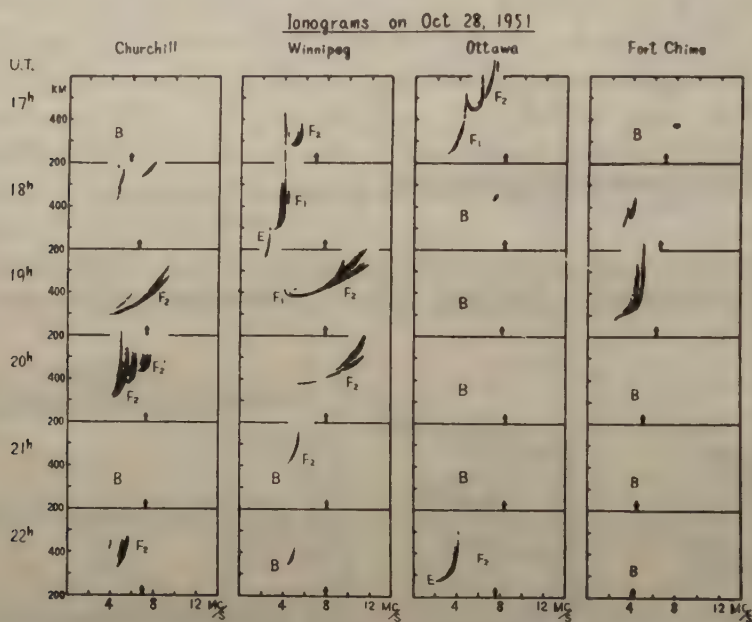 Ionograms on Oct 28, 1951
Churchill Winnipeg Ottawa Fort Chimo
U.T.
KM
17h 400 B F2 F1 F2 B
200
18h 400 E F1 B
200
19h 400 F2 F1 F2 B
200
20h 400 F2 F2 F2 B B
200
21h 400 B B F2 B B
200
22h 400 F2 B E F2 B
200
4 8 12 MC/S 4 8 12 MC/S 4 8 12 MC/S 4 8 12 MC/S